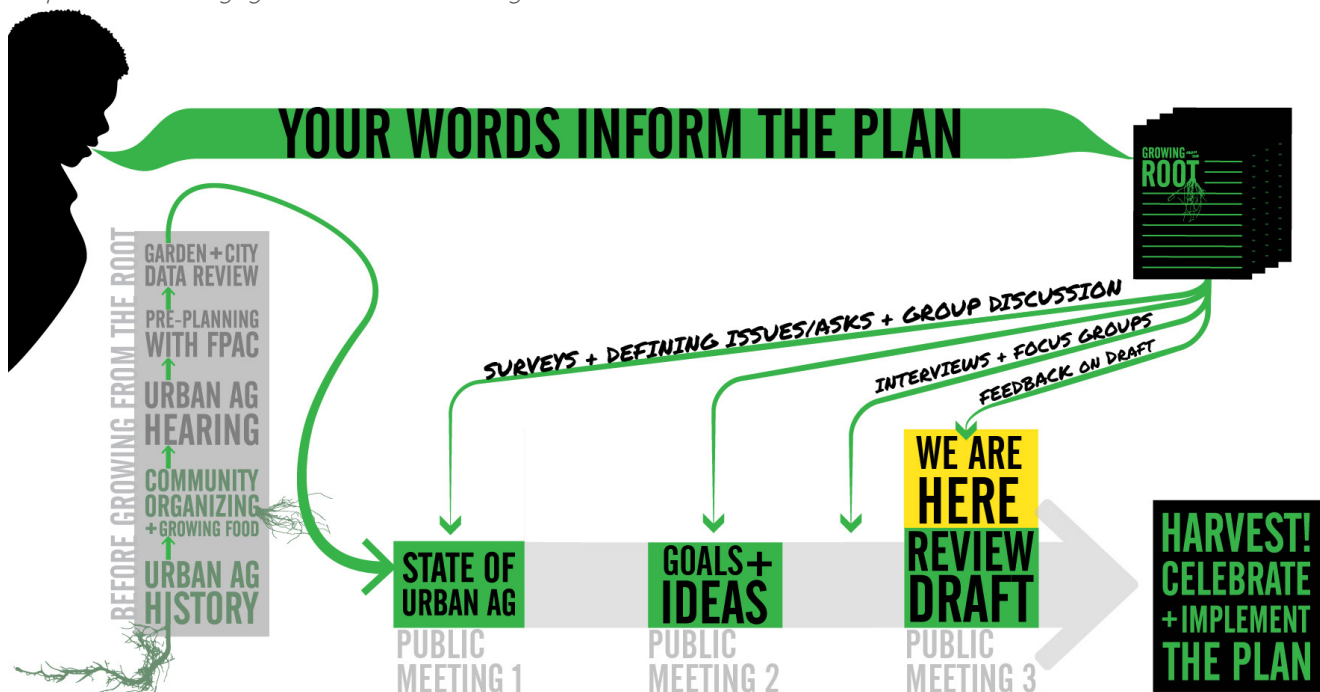 YOUR WORDS INFORM THE PLAN
GROWING FROM THE
ROOT
BEFORE GROWING FROM THE ROOT
GARDEN + CITY
DATA REVIEW
PRE-PLANNING
WITH FPAC
URBAN AG
HEARING
COMMUNITY
ORGANIZING
+ GROWING FOOD
URBAN AG
HISTORY
SURVEYS + DEFINING ISSUES/ASKS + GROUP DISCUSSION
INTERVIEWS + FOCUS GROUPS
FEEDBACK ON DRAFT
STATE OF
URBAN AG
PUBLIC
MEETING 1
GOALS+
IDEAS
PUBLIC
MEETING 2
WE ARE
HERE
REVIEW
DRAFT
PUBLIC
MEETING 3
HARVEST!
CELEBRATE
+ IMPLEMENT
THE PLAN